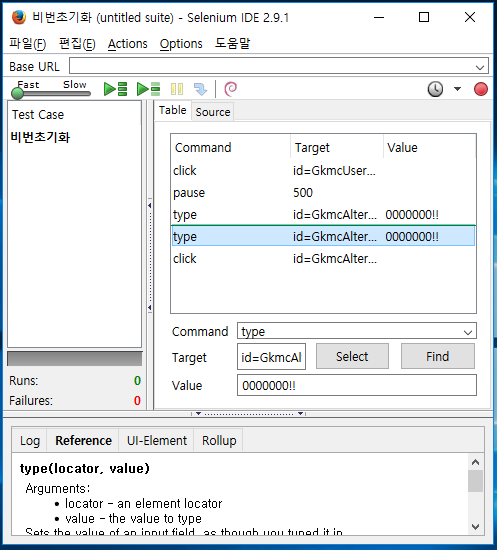 비번초기화 (untitled suite) - Selenium IDE 2.9.1
파일(F) 편집(E) Actions Options 도움말
Base URL
Fast Slow
Test Case
비번초기화
Table Source
Command Target Value
click id=GkmcUser...
pause 500
type id=GkmcAlter... 0000000!!
type id=GkmcAlter... 0000000!!
click id=GkmcAlter...
Command type
Target id=GkmcAl Select Find
Value 0000000!!
Runs: 0
Failures: 0
Log Reference UI-Element Rollup
type(locator, value)
Arguments:
• locator - an element locator
• value - the value to type
Sets the value of an input field, as though you typed it in